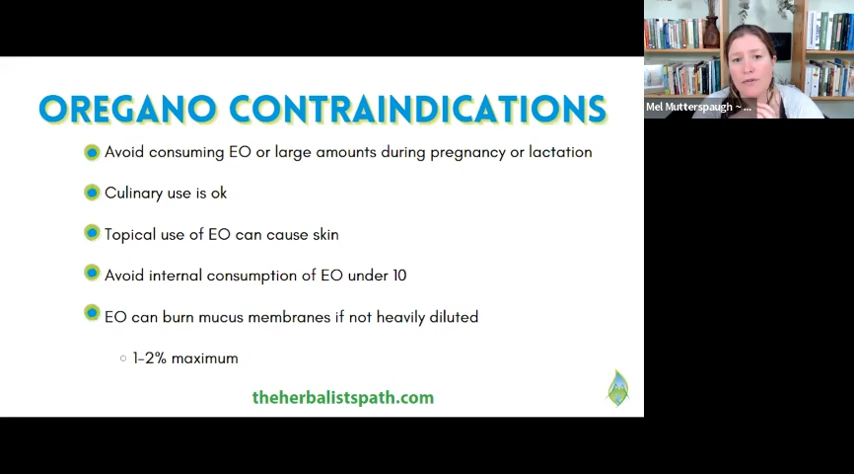 OREGANO CONTRAINDICATIONS
Avoid consuming EO or large amounts during pregnancy or lactation
Culinary use is ok
Topical use of EO can cause skin
Avoid internal consumption of EO under 10
EO can burn mucus membranes if not heavily diluted
1-2% maximum
theherbalistspath.com
Mel Mutterspaugh ~ ...